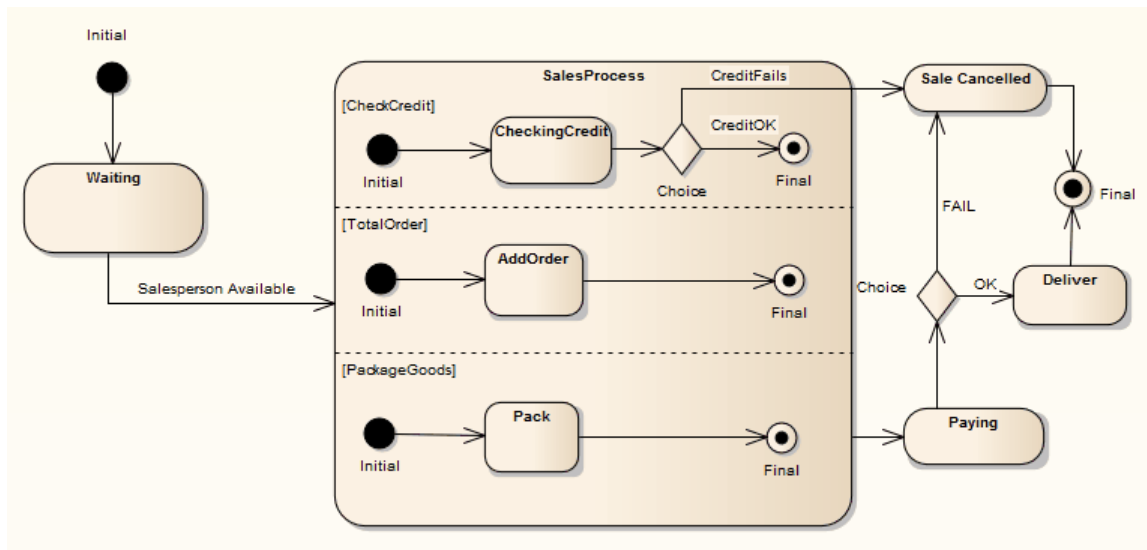 Initial
SalesProcess
CreditFails
Sale Cancelled
[CheckCredit]
CheckingCredit
CreditOK
Waiting
Initial
Choice
Final
Final
FAIL
[TotalOrder]
AddOrder
Salesperson Available
Choice
OK
Deliver
Initial
Final
[PackageGoods]
Pack
Paying
Initial
Final